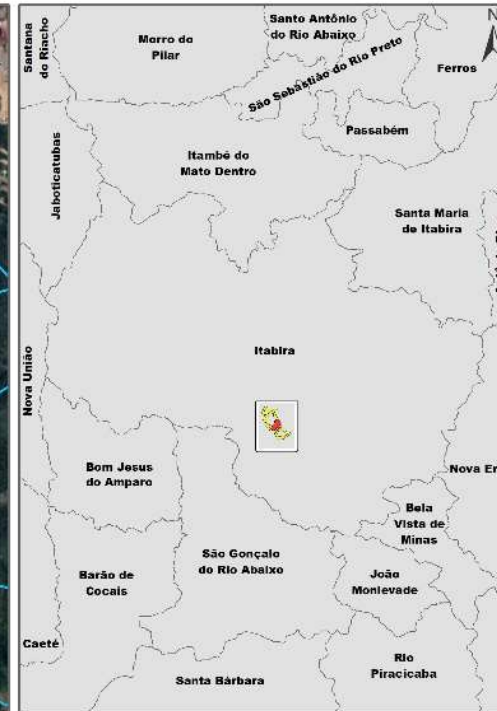 Santana
do Riacho
Morro do
Pilar
Santo Antônio
do Rio Abaixo
N
São Sebastião do Rio Preto
Ferros
Passabém
Jaboticatubas
Itambé do
Mato Dentro
Santa Maria
de Itabira
Itabira
Nova União
Bom Jesus
do Amparo
Nova Er
Bela
Vista de
Minas
São Gonçalo
do Rio Abaixo
Barão de
Cocais
João
Monlevade
Caeté
Santa Bárbara
Rio
Piracicaba